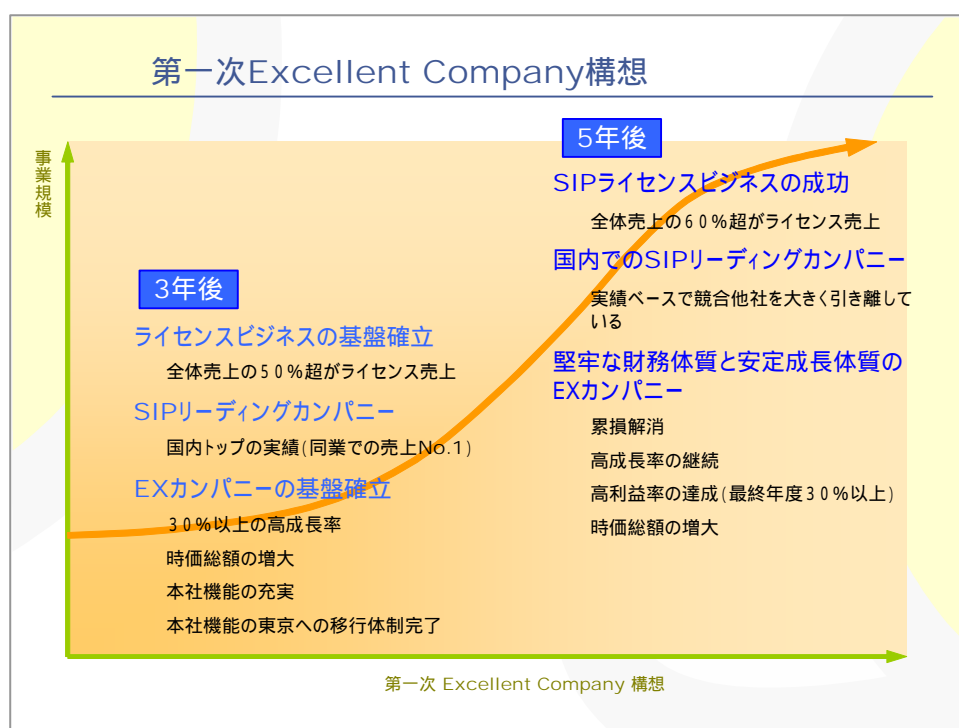 第一次Excellent Company構想
事業規模
3年後
ライセンスビジネスの基盤確立
全体売上の50%超がライセンス売上
SIPリーディングカンパニー
国内トップの実績(同業での売上No.1)
EXカンパニーの基盤確立
30%以上の高成長率
時価総額の増大
本社機能の充実
本社機能の東京への移行体制完了
5年後
SIPライセンスビジネスの成功
全体売上の60%超がライセンス売上
国内でのSIPリーディングカンパニー
実績ベースで競合他社を大きく引き離して
いる
堅牢な財務体質と安定成長体質の
EXカンパニー
累損解消
高成長率の継続
高利益率の達成(最終年度30%以上)
時価総額の増大
第一次 Excellent Company 構想